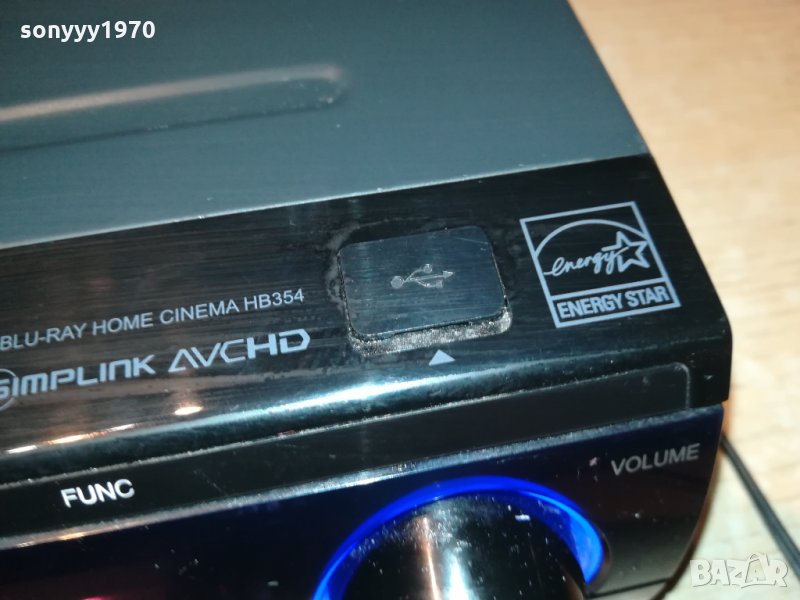 sonyyy1970
energy
ENERGY STAR
BLU-RAY HOME CINEMA HB354
SIMPLINK AVCHD
FUNC
VOLUME
BAZAR